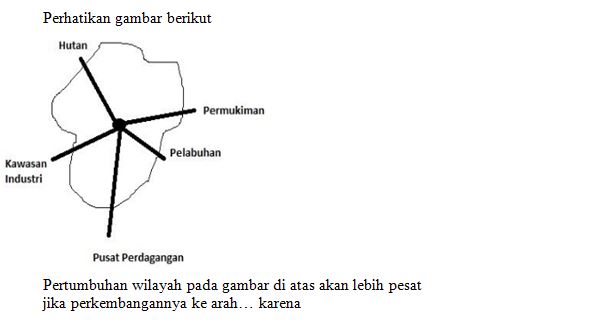 Perhatikan gambar berikut
Hutan
Permukiman
Pelabuhan
Kawasan
Industri
Pusat Perdagangan
Pertumbuhan wilayah pada gambar di atas akan lebih pesat
jika perkembangannya ke arah… karena